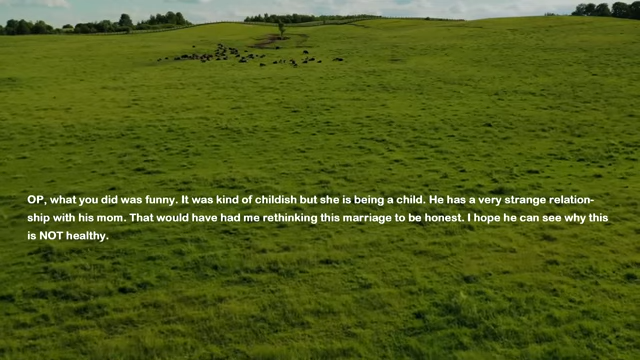 OP, what you did was funny. It was kind of childish but she is being a child. He has a very strange relation-
ship with his mom. That would have had me rethinking this marriage to be honest. I hope he can see why this
is NOT healthy.